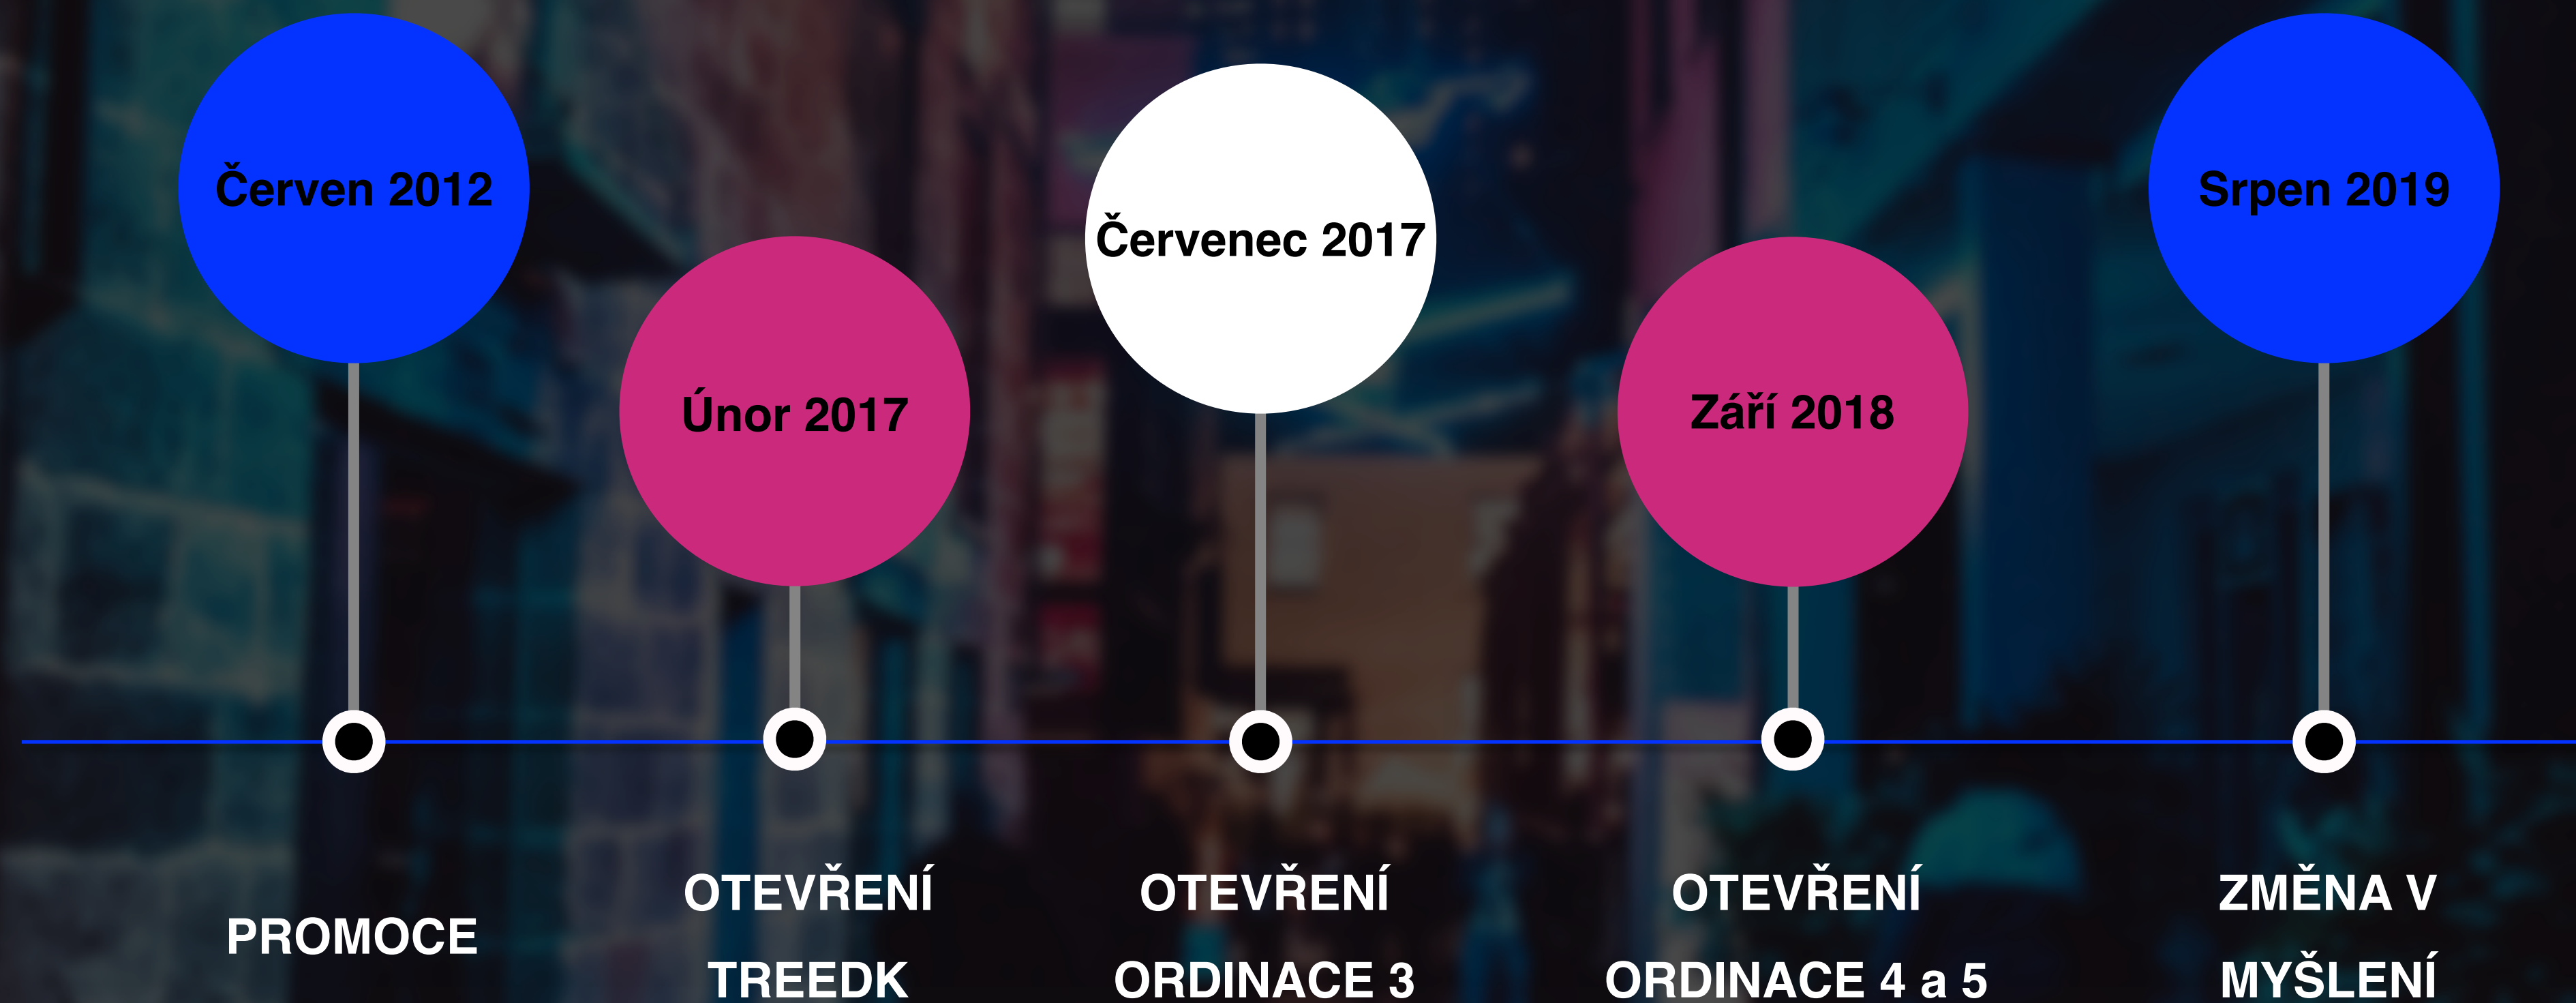 Červen 2012
Únor 2017
Červenec 2017
Září 2018
Srpen 2019
PROMOCE
OTEVŘENÍ
TREEDK
OTEVŘENÍ
ORDINACE 3
OTEVŘENÍ
ORDINACE 4 a 5
ZMĚNA V
MYŠLENÍ